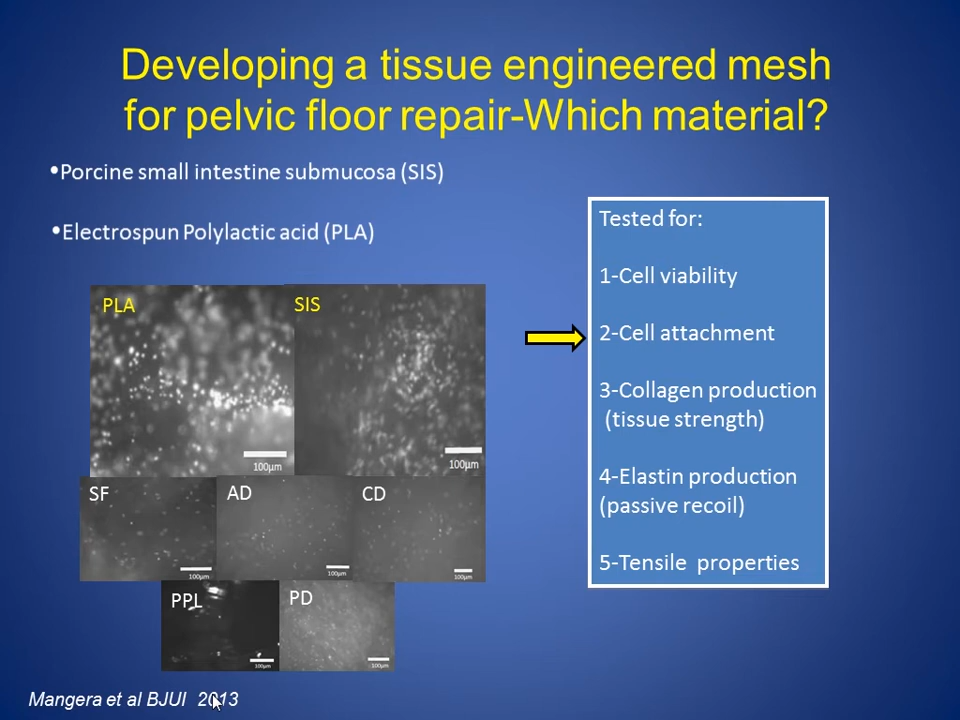 Developing a tissue engineered mesh
for pelvic floor repair-Which material?
•Porcine small intestine submucosa (SIS)
•Electrospun Polylactic acid (PLA)
Tested for:
1-Cell viability
2-Cell attachment
3-Collagen production
(tissue strength)
4-Elastin production
(passive recoil)
5-Tensile properties
PLA
SIS
100µm
100µm
SF
AD
CD
100µm
100µm
100µm
PPL
PD
100µm
100µm
Mangera et al BJUI 2013